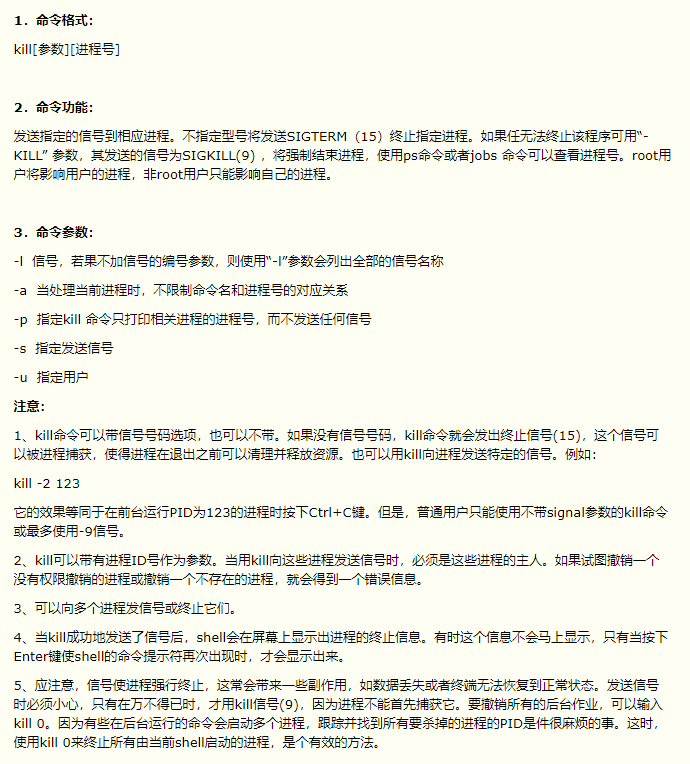 1．命令格式：
kill[参数][进程号]
2．命令功能：
发送指定的信号到相应进程。不指定型号将发送SIGTERM（15）终止指定进程。如果任无法终止该程序可用“-
KILL” 参数，其发送的信号为SIGKILL(9) ，将强制结束进程，使用ps命令或者jobs 命令可以查看进程号。root用
户将影响用户的进程，非root用户只能影响自己的进程。
3．命令参数：
-l 信号，若果不加信号的编号参数，则使用“-l”参数会列出全部的信号名称
-a 当处理当前进程时，不限制命令名和进程号的对应关系
-p 指定kill 命令只打印相关进程的进程号，而不发送任何信号
-s 指定发送信号
-u 指定用户
注意：
1、kill命令可以带信号号码选项，也可以不带。如果没有信号号码，kill命令就会发出终止信号(15)，这个信号可
以被进程捕获，使得进程在退出之前可以清理并释放资源。也可以用kill向进程发送特定的信号。例如：
kill -2 123
它的效果等同于在前台运行PID为123的进程时按下Ctrl+C键。但是，普通用户只能使用不带signal参数的kill命令
或最多使用-9信号。
2、kill可以带有进程ID号作为参数。当用kill向这些进程发送信号时，必须是这些进程的主人。如果试图撤销一个
没有权限撤销的进程或撤销一个不存在的进程，就会得到一个错误信息。
3、可以向多个进程发信号或终止它们。
4、当kill成功地发送了信号后，shell会在屏幕上显示出进程的终止信息。有时这个信息不会马上显示，只有当按下
Enter键使shell的命令提示符再次出现时，才会显示出来。
5、应注意，信号使进程强行终止，这常会带来一些副作用，如数据丢失或者终端无法恢复到正常状态。发送信号
时必须小心，只有在万不得已时，才用kill信号(9)，因为进程不能首先捕获它。要撤销所有的后台作业，可以输入
kill 0。因为有些在后台运行的命令会启动多个进程，跟踪并找到所有要杀掉的进程的PID是件很麻烦的事。这时，
使用kill 0来终止所有由当前shell启动的进程，是个有效的方法。